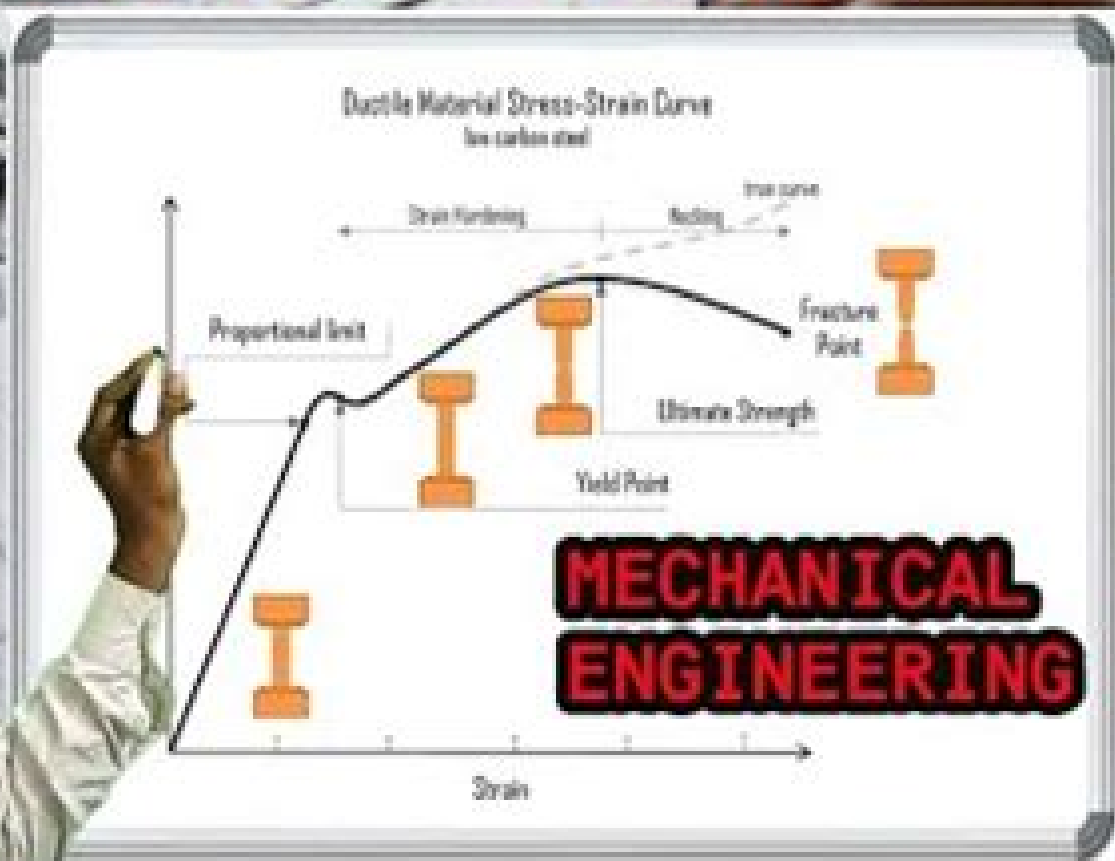 Ductile Material Stress-Strain Curve
low carbon steel
true curve
Strain Hardening
Necking
Proportional limit
Fracture
Point
Ultimate Strength
Yield Point
MECHANICAL
ENGINEERING
Strain